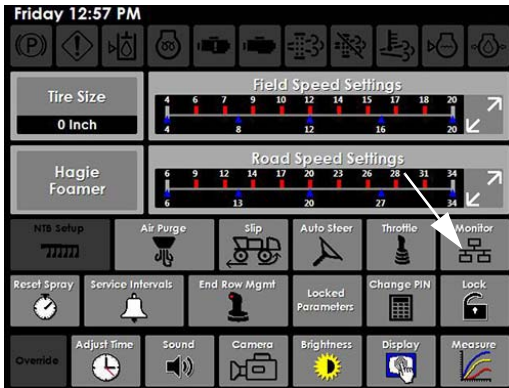 Friday 12:57 PM
(P)
Tire Size
0 Inch
Field Speed Settings
4 6 7 9 10 12 14 15 17 18 20
4 8 12 16 20
Hagie
Foamer
Road Speed Settings
6 9 12 14 17 20 23 26 28 31 34
6 13 20 27 34
NTB Setup
Air Purge
Slip
Auto Steer
Throttle
Monitor
Reset Spray
Service Intervals
End Row Mgmt
Locked
Parameters
Change PIN
Lock
Override
Adjust Time
Sound
Camera
Brightness
Display
Measure